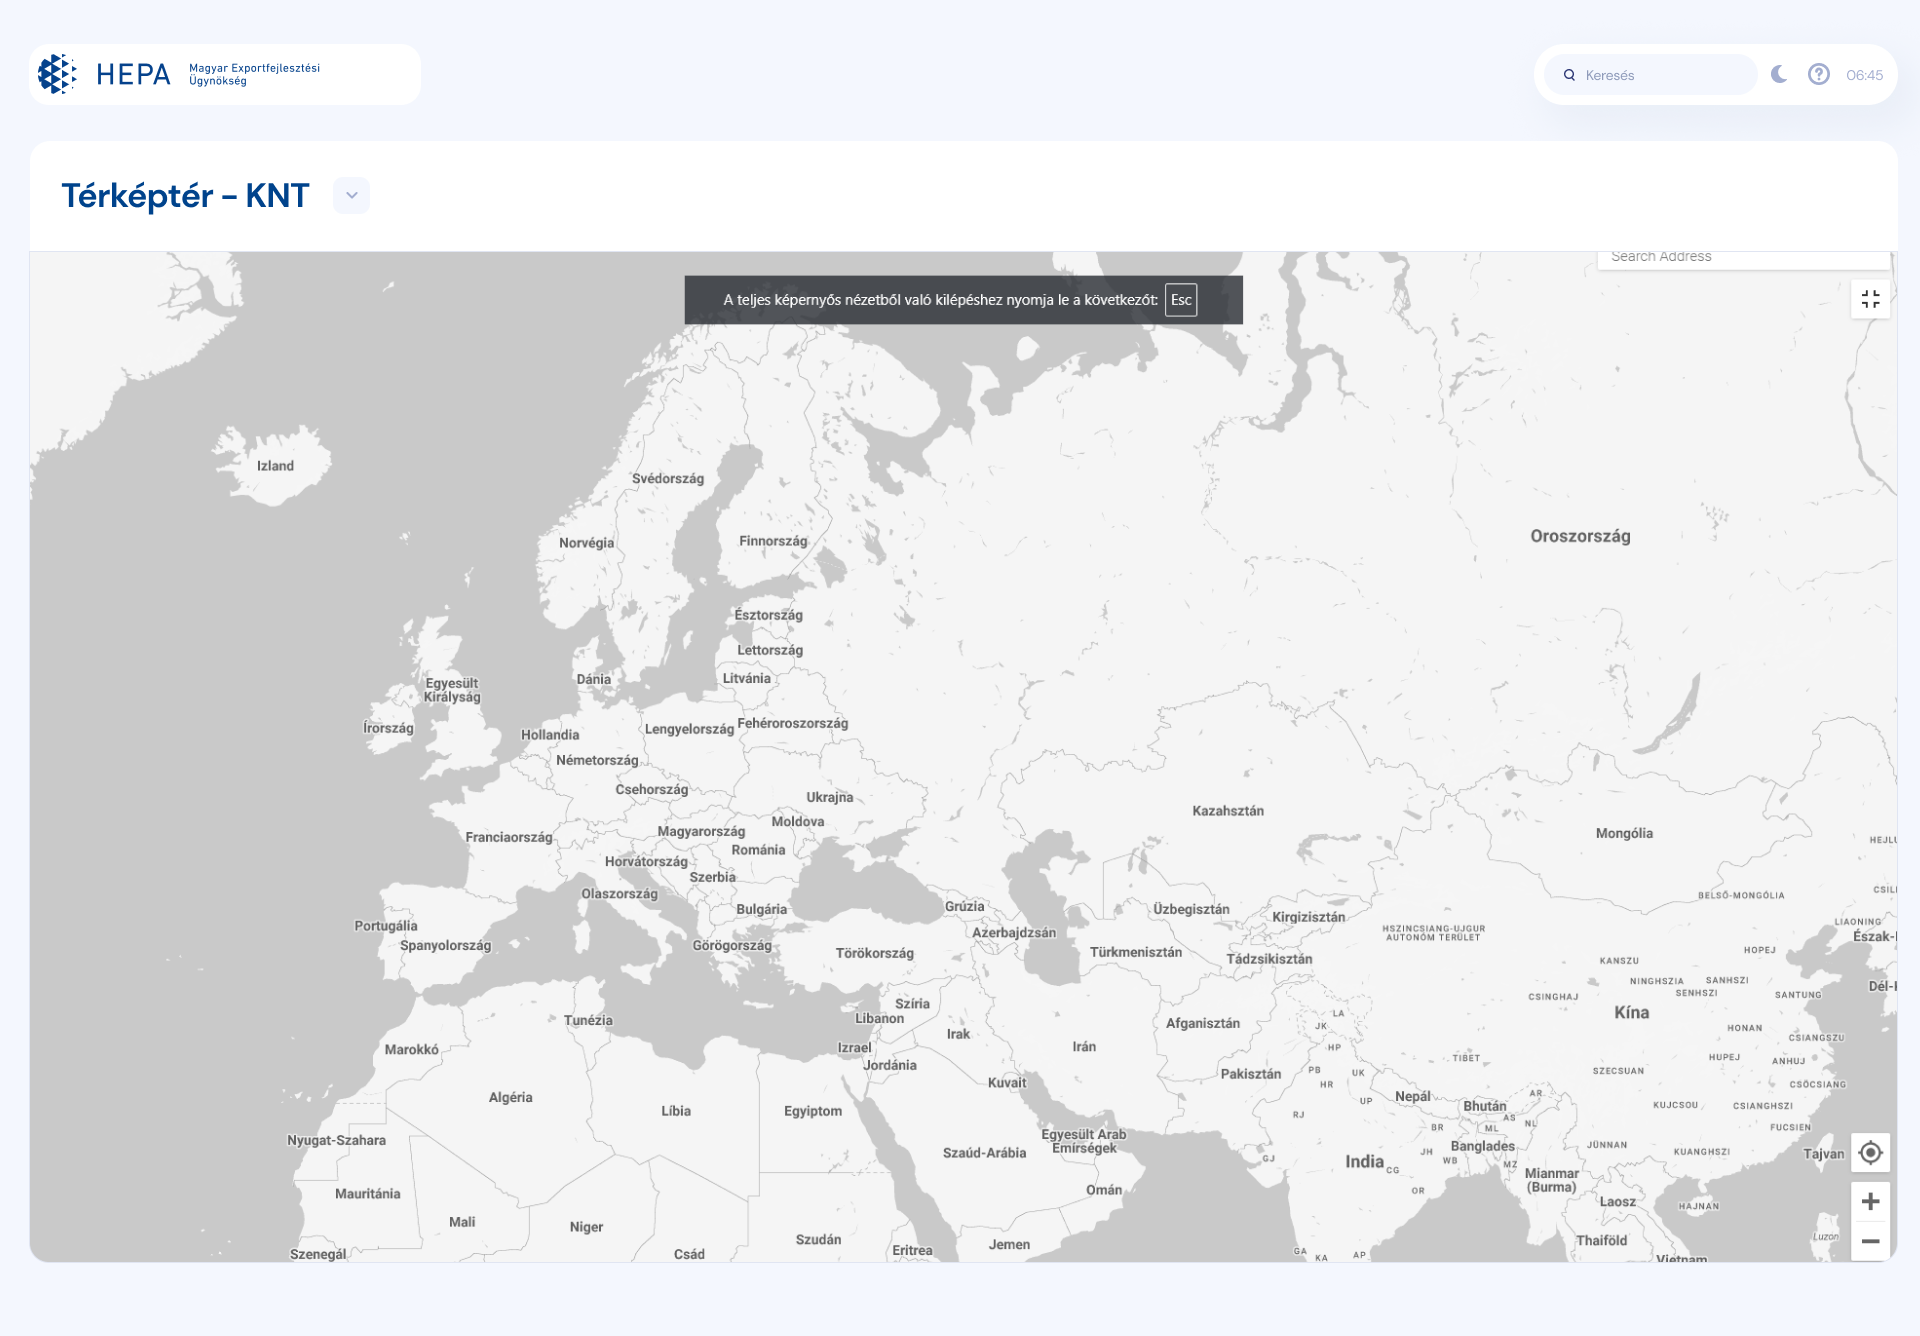 HEPA
Magyar Exportfejlesztési
Ügynökség
Keresés
06:45
Térképtér – KNT
Search Address
A teljes képernyős nézetből való kilépéshez nyomja le a következőt: Esc
Izland
Svédország
Oroszország
Norvégia
Finnország
Észtország
Lettország
Dánia
Litvánia
Egyesült
Királyság
Írország
Hollandia
Lengyelország
Fehéroroszország
Németország
Csehország
Ukrajna
Kazahsztán
Moldova
Magyarország
Mongólia
Franciaország
HEJLU
Románia
Horvátország
Szerbia
CSILI
Olaszország
BELSŐ-MONGÓLIA
Grúzia
Bulgária
Üzbegisztán
Kirgizisztán
LIAONING
Portugália
HSZINCSIANG-UJGUR
AUTONÓM TERÜLET
Azerbajdzsán
Észak-
Spanyolország
Görögország
Törökország
Türkmenisztán
HOPEJ
Tádzsikisztán
KANSZU
NINGHSZIA
SANHSZI
Dél-
CSINGHAJ
SENHSZI
SANTUNG
Szíria
Kína
LA
Tunézia
Libanon
Afganisztán
JK
HONAN
Irak
CSIANGSZU
Marokkó
Izrael
Irán
HP
TIBET
HUPEJ
ANHUJ
Jordánia
PB
UK
SZECSUAN
Pakisztán
Kuvait
HR
CSÖCSIANG
Algéria
Nepál
AR
UP
Bhután
KUJCSOU
CSIANGHSZI
Líbia
Egyiptom
RJ
AS
NL
BR
ML
FUCSIEN
Egyesült Arab
Emírségek
Nyugat-Szahara
Banglades
JÜNNAN
Szaúd-Arábia
JH
KUANGHSZI
Tajvan
GJ
India
WB
MZ
CG
Mianmar
(Burma)
Mauritánia
Omán
OR
Laosz
HAJNAN
Mali
Niger
Szudán
Luzon
Thaiföld
Jemen
Eritrea
Szenegál
Csád
GA
KA
AP
Vietnam